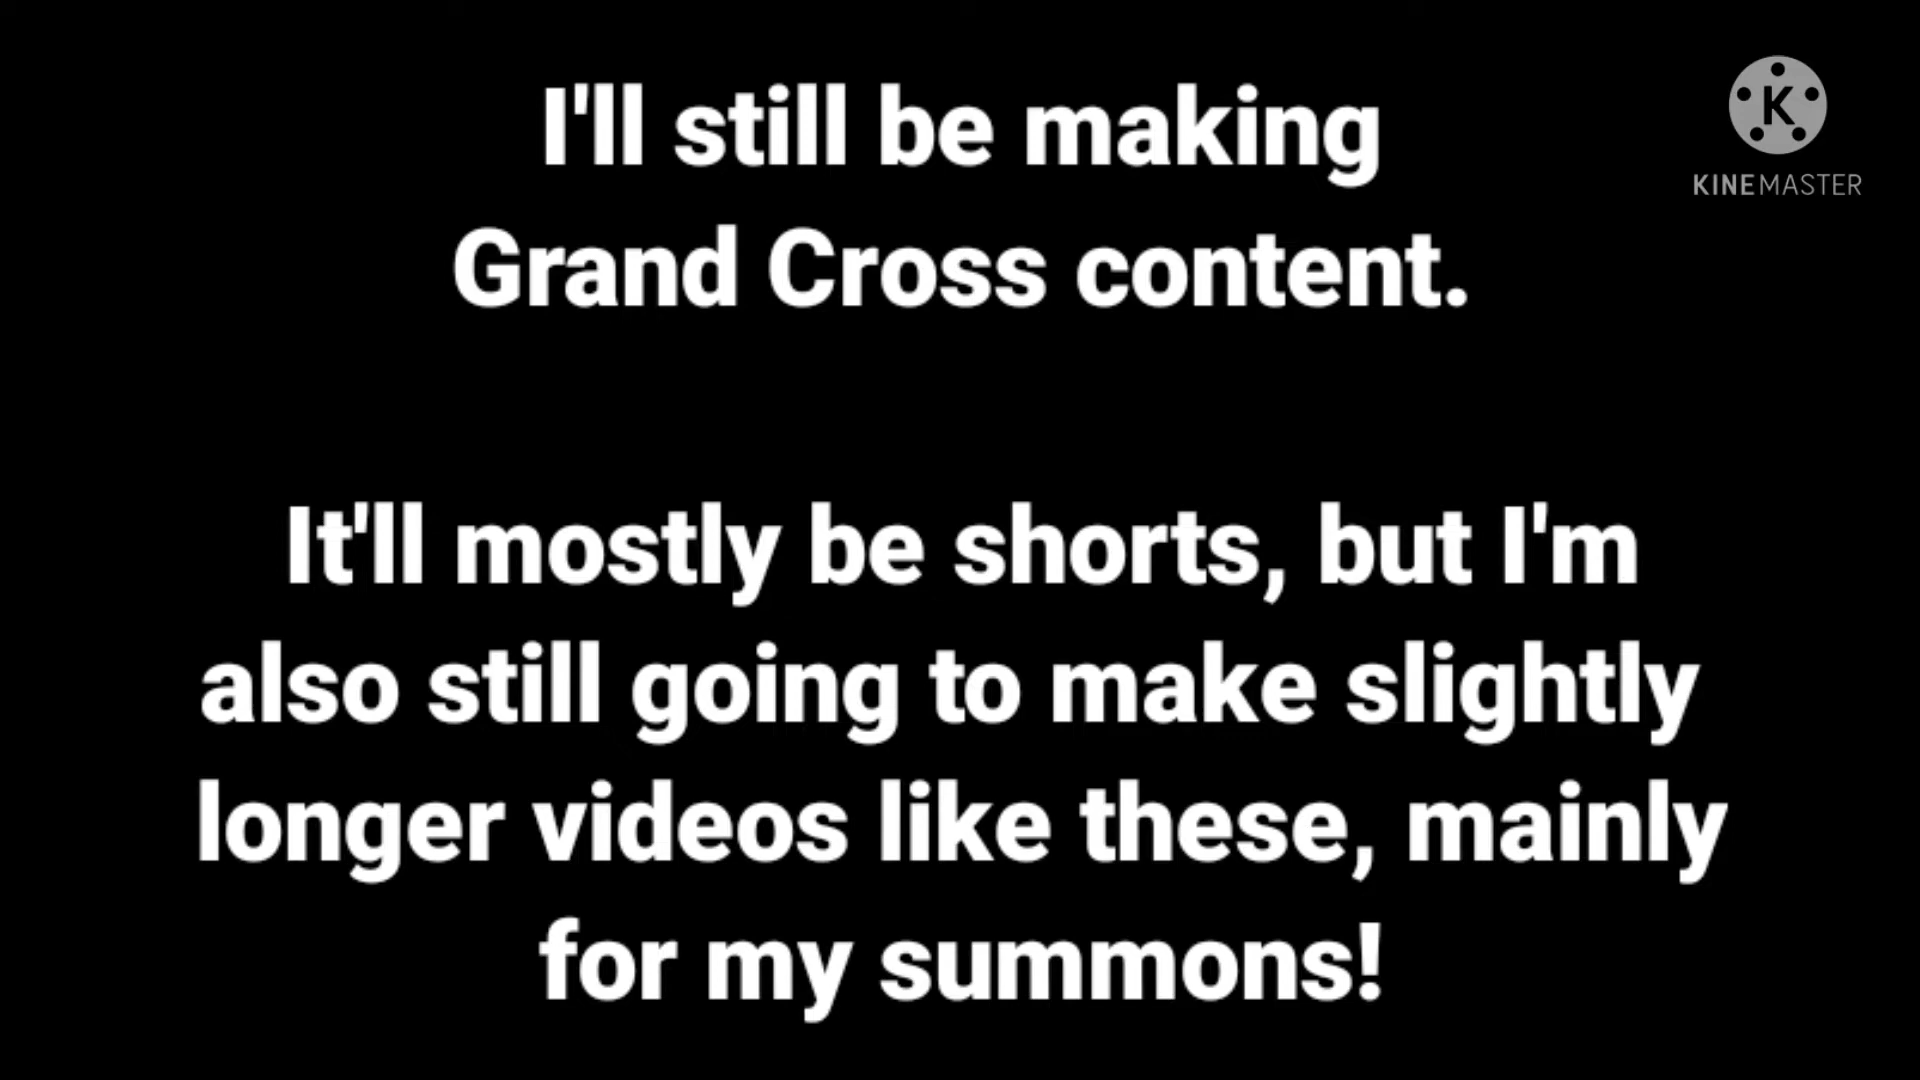 I'll still be making
Grand Cross content.
It'll mostly be shorts, but I'm
also still going to make slightly
longer videos like these, mainly
for my summons!
K
KINEMASTER